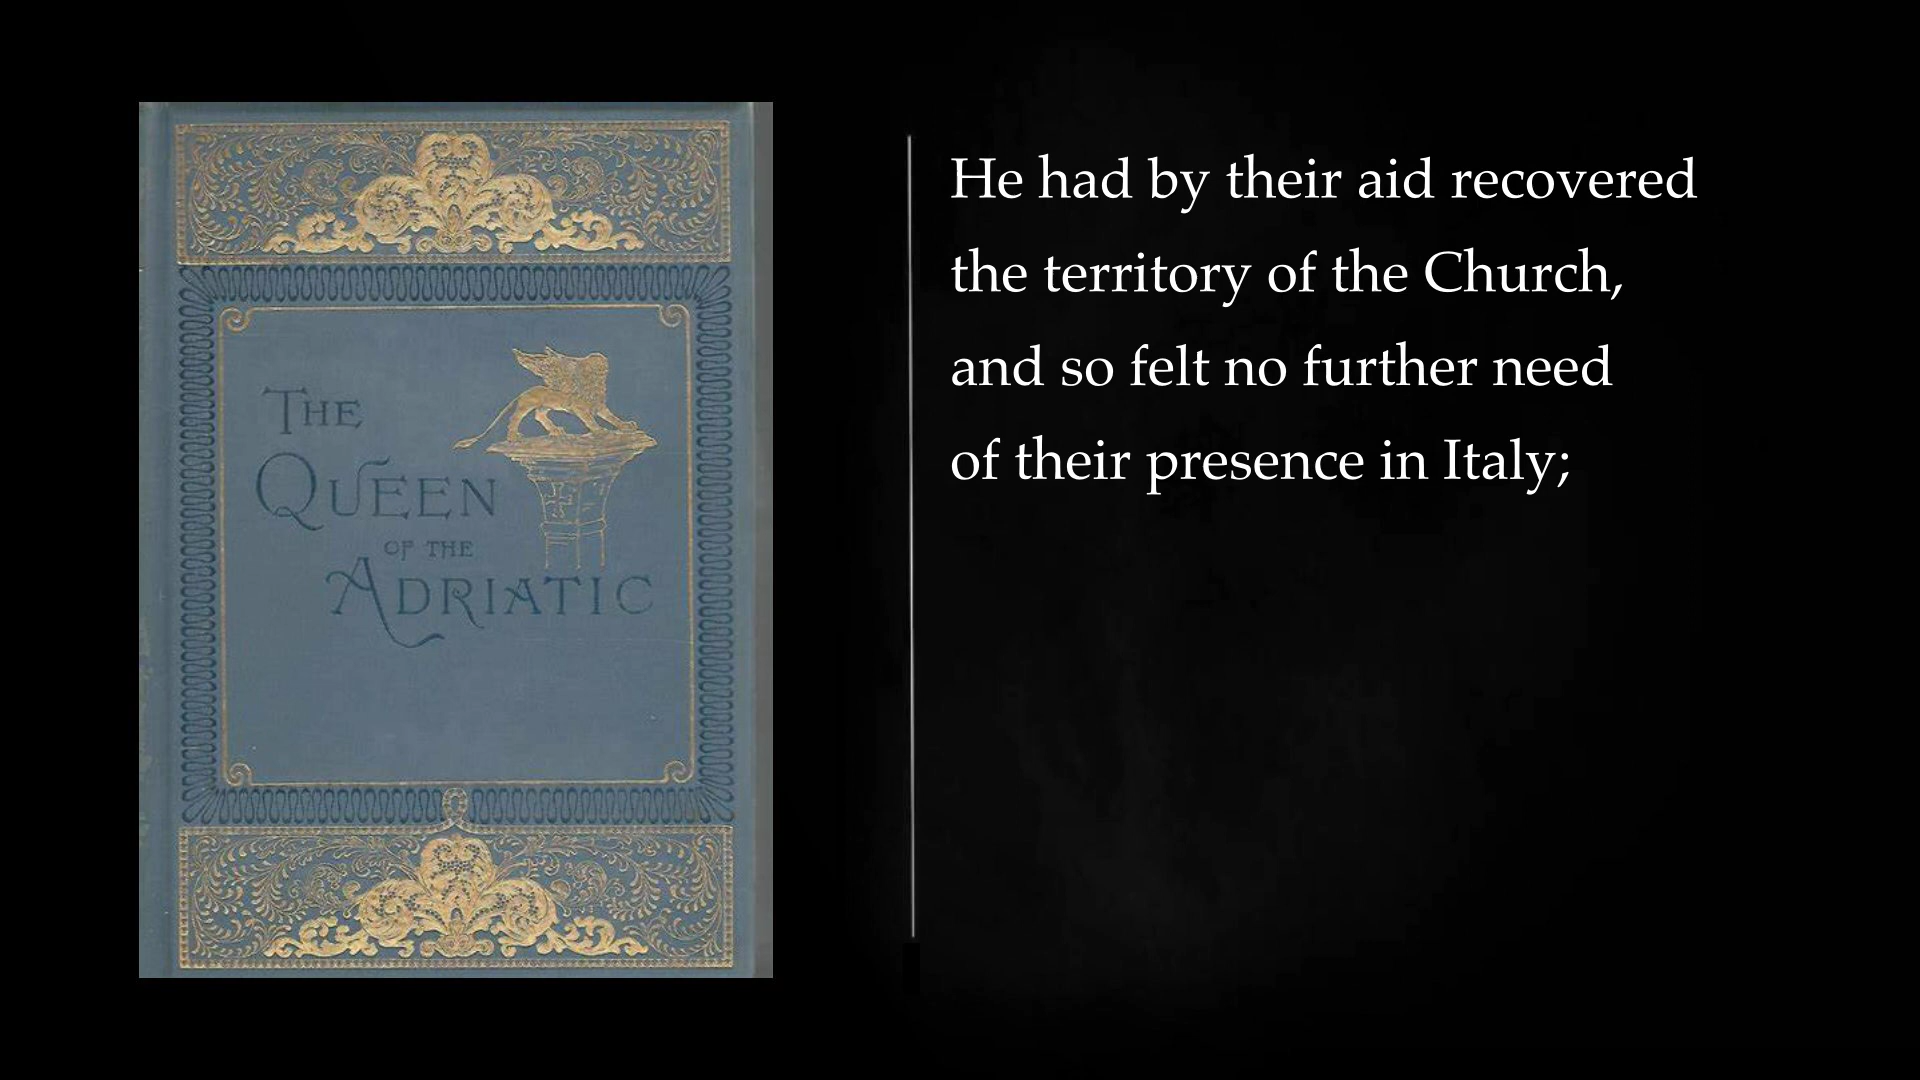 THE
QUEEN
OF THE
ADRIATIC
He had by their aid recovered
the territory of the Church,
and so felt no further need
of their presence in Italy;